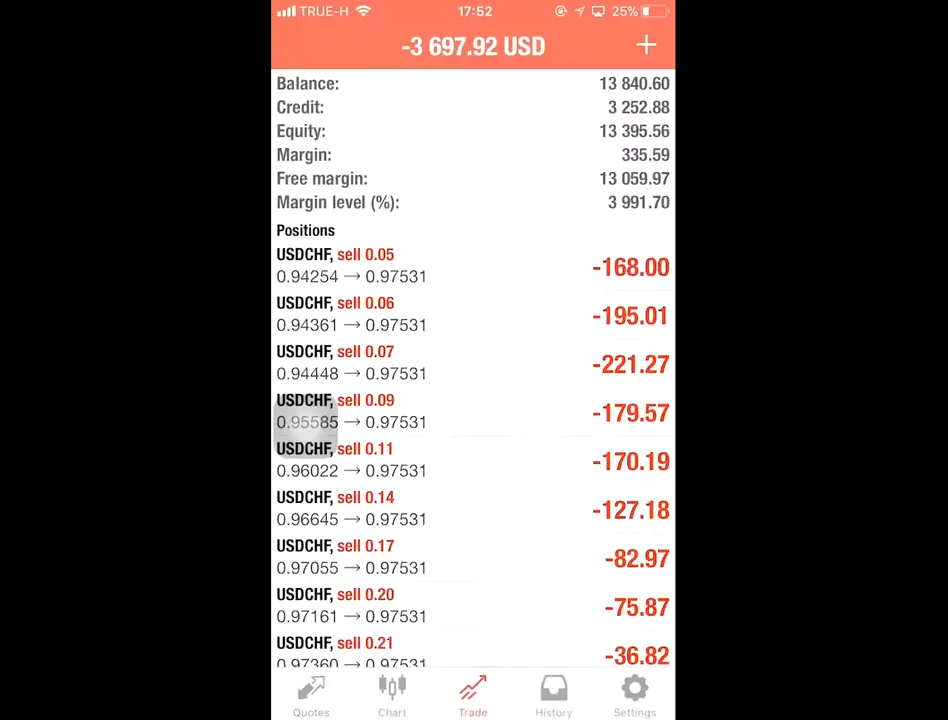 TRUE-H 17:52 25%
-3 697.92 USD +
Balance: 13 840.60
Credit: 3 252.88
Equity: 13 395.56
Margin: 335.59
Free margin: 13 059.97
Margin level (%): 3 991.70
Positions
USDCHF, sell 0.05
0.94254 → 0.97531 -168.00
USDCHF, sell 0.06
0.94361 → 0.97531 -195.01
USDCHF, sell 0.07
0.94448 → 0.97531 -221.27
USDCHF, sell 0.09
0.95585 → 0.97531 -179.57
USDCHF, sell 0.11
0.96022 → 0.97531 -170.19
USDCHF, sell 0.14
0.96645 → 0.97531 -127.18
USDCHF, sell 0.17
0.97055 → 0.97531 -82.97
USDCHF, sell 0.20
0.97161 → 0.97531 -75.87
USDCHF, sell 0.21
0.97360 → 0.97531 -36.82
Quotes Chart Trade History Settings